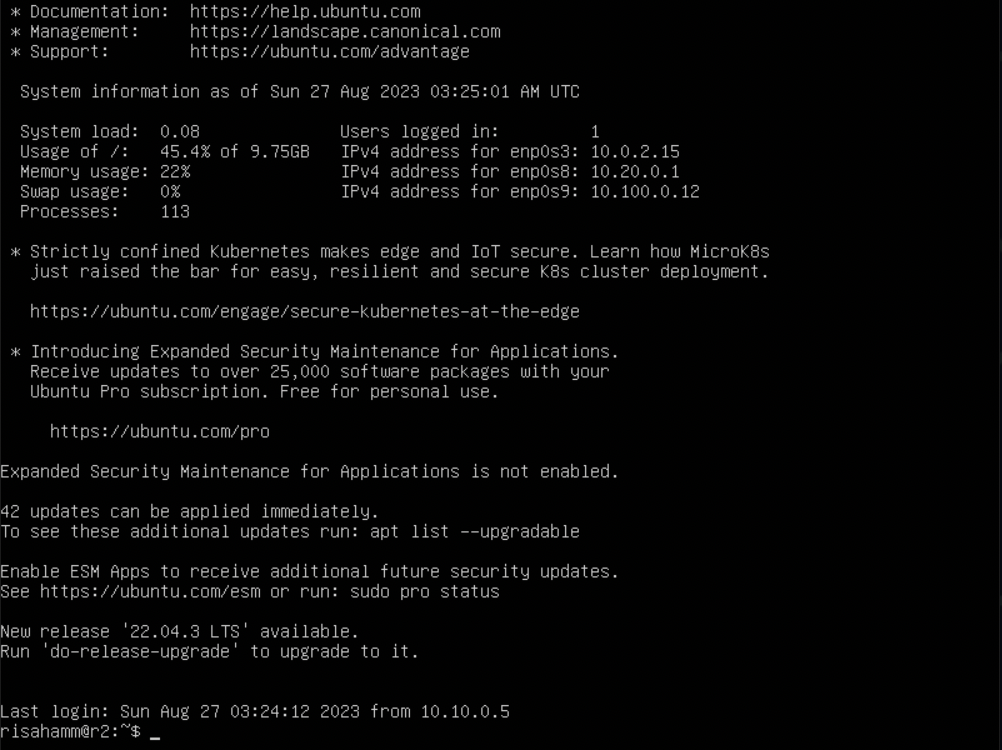 * Documentation:  https://help.ubuntu.com
* Management:     https://landscape.canonical.com
* Support:        https://ubuntu.com/advantage
System information as of Sun 27 Aug 2023 03:25:01 AM UTC
System load:  0.08              Users logged in:         1
Usage of /:   45.4% of 9.75GB   IPv4 address for enp0s3: 10.0.2.15
Memory usage: 22%               IPv4 address for enp0s8: 10.20.0.1
Swap usage:   0%                IPv4 address for enp0s9: 10.100.0.12
Processes:    113
* Strictly confined Kubernetes makes edge and IoT secure. Learn how MicroK8s
just raised the bar for easy, resilient and secure K8s cluster deployment.
https://ubuntu.com/engage/secure-kubernetes-at-the-edge
* Introducing Expanded Security Maintenance for Applications.
Receive updates to over 25,000 software packages with your
Ubuntu Pro subscription. Free for personal use.
https://ubuntu.com/pro
Expanded Security Maintenance for Applications is not enabled.
42 updates can be applied immediately.
To see these additional updates run: apt list --upgradable
Enable ESM Apps to receive additional future security updates.
See https://ubuntu.com/esm or run: sudo pro status
New release '22.04.3 LTS' available.
Run 'do-release-upgrade' to upgrade to it.
Last login: Sun Aug 27 03:24:12 2023 from 10.10.0.5
risahamm@r2:~$ _